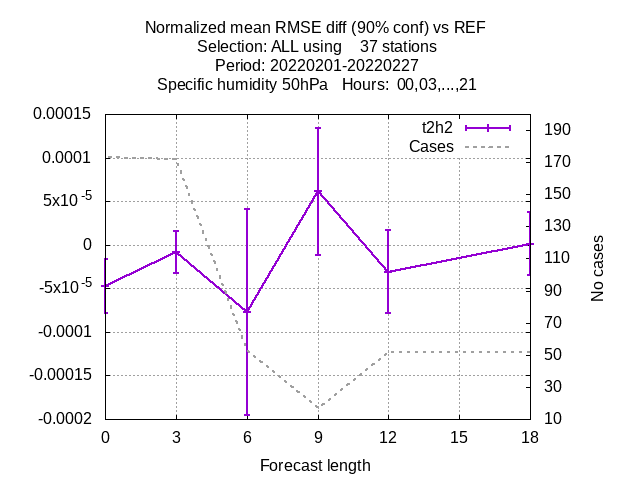 Normalized mean RMSE diff (90% conf) vs REF
Selection: ALL using    37 stations
Period: 20220201-20220227
Specific humidity 50hPa   Hours:  00,03,...,21
0.00015
0.0001
5x10^-5
0
-5x10^-5
-0.0001
-0.00015
-0.0002
t2h2
Cases
190
170
150
130
110
90
70
50
30
10
No cases
0 3 6 9 12 15 18
Forecast length